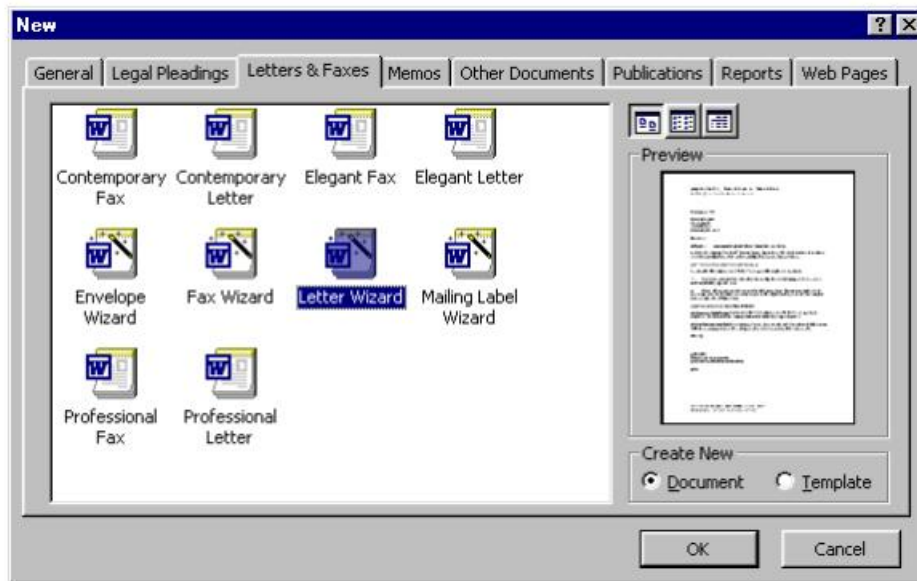 New
General Legal Pleadings Letters & Faxes Memos Other Documents Publications Reports Web Pages
Contemporary Fax
Contemporary Letter
Elegant Fax
Elegant Letter
Envelope Wizard
Fax Wizard
Letter Wizard
Mailing Label Wizard
Professional Fax
Professional Letter
Preview
Create New
Document
Template
OK
Cancel